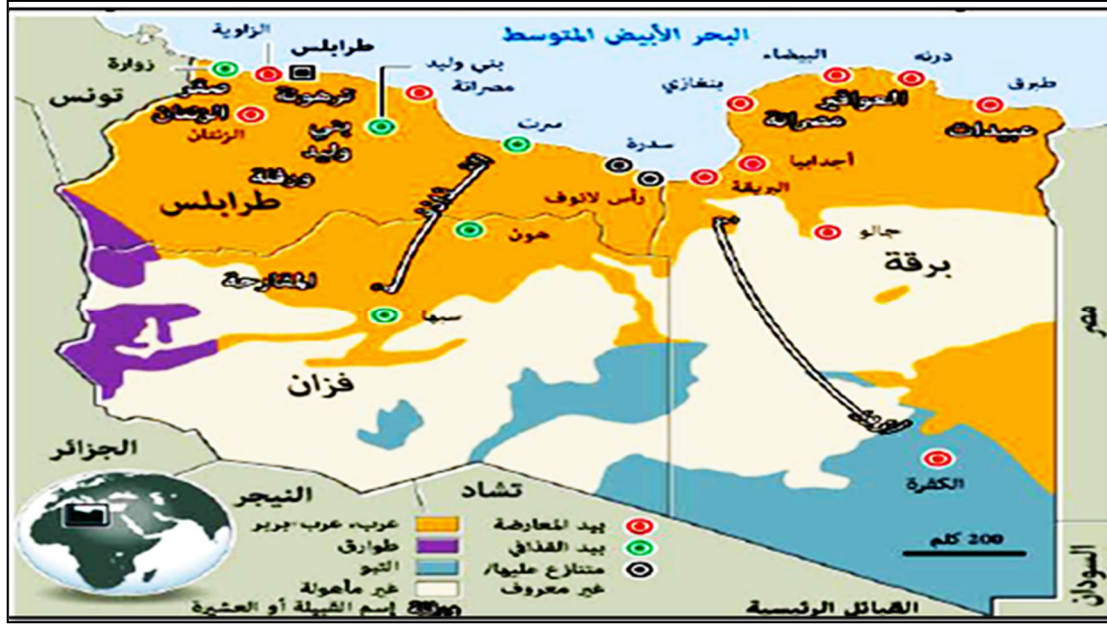 البحر الأبيض المتوسط
الزاوية
طرابلس
بني وليد
زوارة
تونس
صقر
ترهونة
مصراتة
الزنتان
الزنتان
بني
وليد
ورفلة
طرابلس
سرت
سدرة
رأس لانوف
هون
المقارحة
سبها
فزان
البيضاء
درنه
طبرق
بنغازي
العواقير
مصراتة
عبيدات
أجدابيا
البريقة
جالو
برقة
مصر
الكفرة
الجزائر
النيجر
تشاد
السودان
200 كلم
بيد المعارضة
بيد القذافي
متنازع عليها/
غير معروف
عرب، عرب-بربر
طوارق
التبو
غير مأهولة
إسم القبيلة أو العشيرة
القبائل الرئيسية